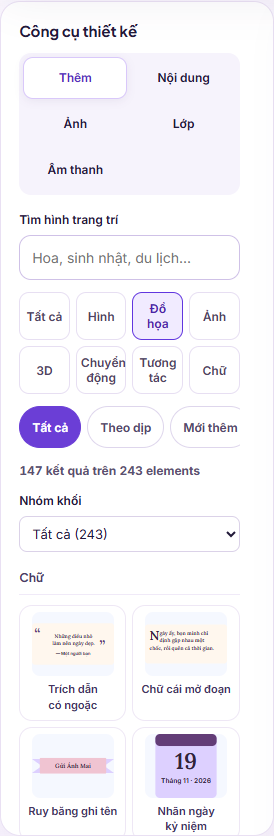 Công cụ thiết kế
Thêm
Nội dung
Ảnh
Lớp
Âm thanh
Tìm hình trang trí
Hoa, sinh nhật, du lịch...
Tất cả
Hình
Đồ
họa
Ảnh
3D
Chuyển
động
Tương
tác
Chữ
Tất cả
Theo dịp
Mới thêm
147 kết quả trên 243 elements
Nhóm khối
Tất cả (243)
Chữ
“
Những điều nhỏ
làm nên ngày đẹp.
”
— Một người bạn
Trích dẫn
có ngoặc
Ngày ấy, bạn mình chỉ
định gặp nhau một
chốc, rồi quên cả thời gian.
Chữ cái mở đoạn
Gửi Ánh Mai
Ruy băng ghi tên
19
Tháng 11 · 2026
Nhãn ngày
kỷ niệm